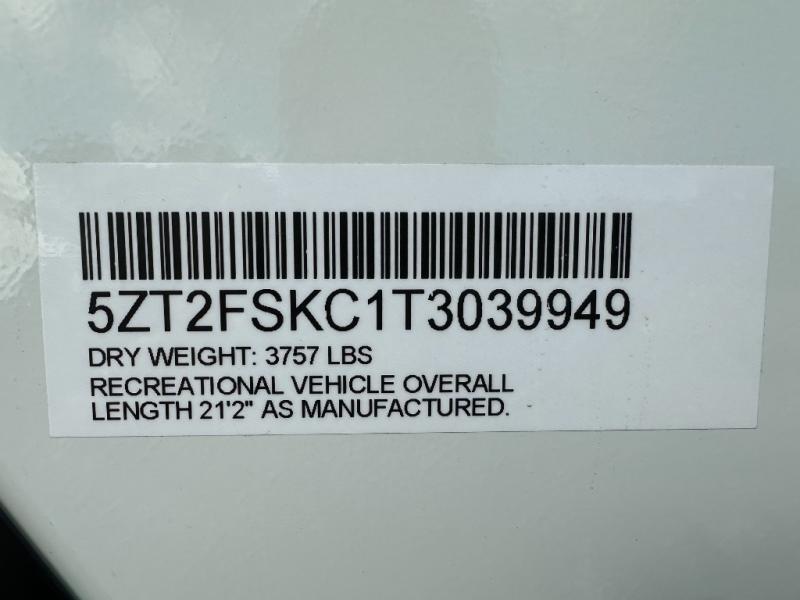 5ZT2FSKC1T3039949
DRY WEIGHT: 3757 LBS
RECREATIONAL VEHICLE OVERALL
LENGTH 21'2" AS MANUFACTURED.